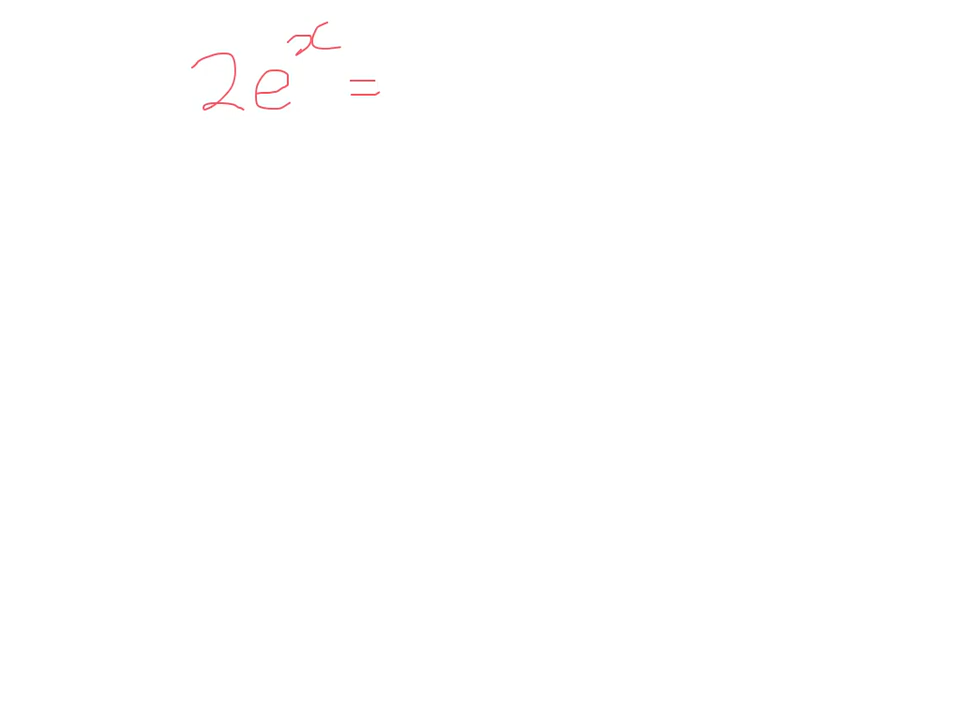 2e^x =